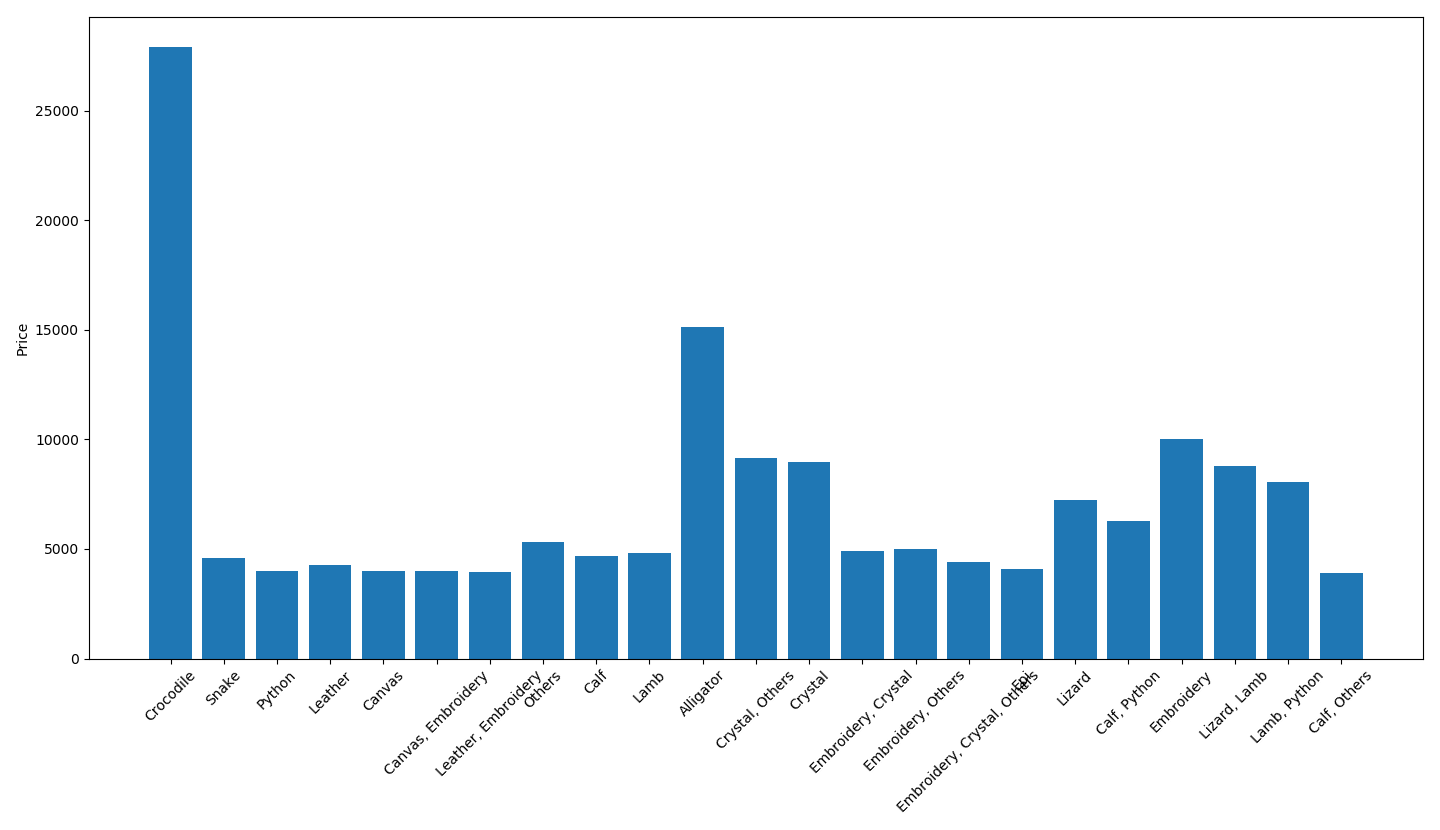 Price
25000
20000
15000
10000
5000
0
Crocodile
Snake
Python
Leather
Canvas
Canvas, Embroidery
Leather, Embroidery
Others
Calf
Lamb
Alligator
Crystal, Others
Crystal
Embroidery, Crystal
Embroidery, Others
Embroidery, Crystal, Others
Epi
Lizard
Calf, Python
Embroidery
Lizard, Lamb
Lamb, Python
Calf, Others